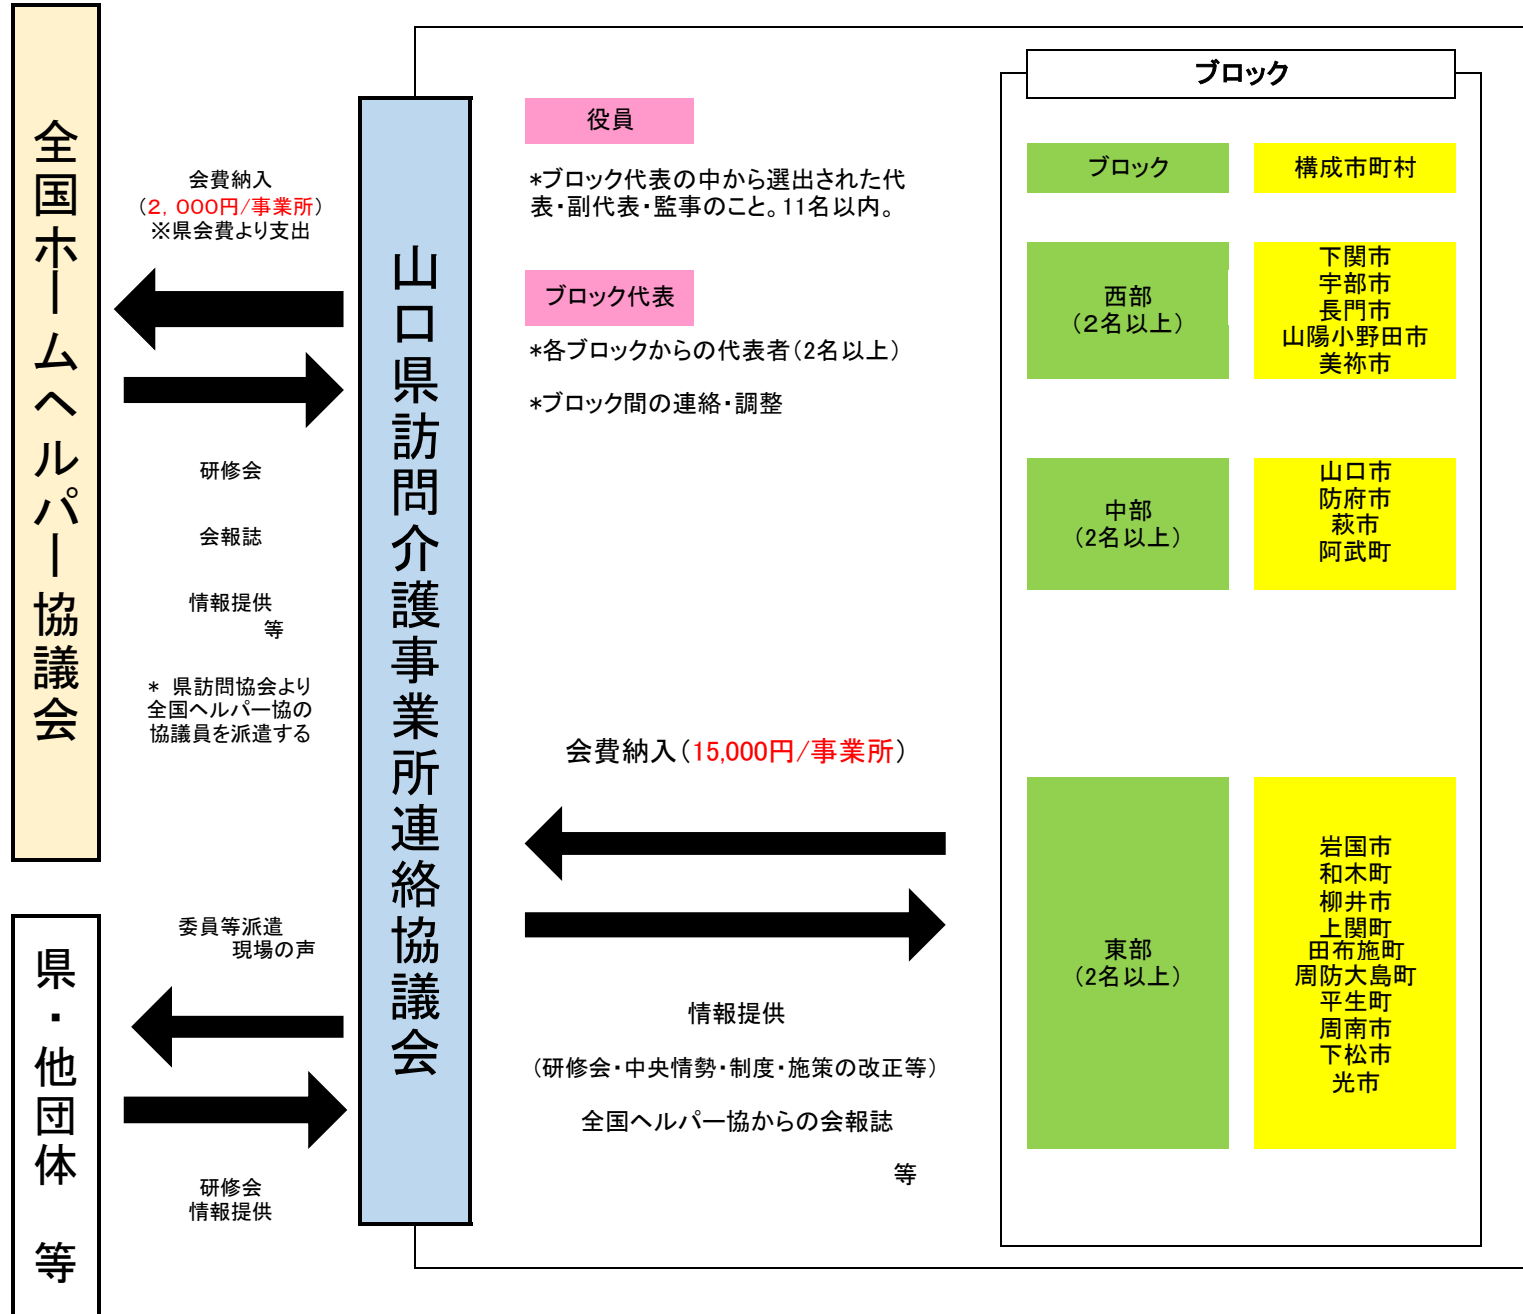 全国ホームヘルパー協議会
会費納入
（２，０００円/事業所）
※県会費より支出
研修会
会報誌
情報提供
等
* 県訪問協会より
全国ヘルパー協の
協議員を派遣する
県・他団体　等
委員等派遣
現場の声
研修会
情報提供
山口県訪問介護事業所連絡協議会
役員
*ブロック代表の中から選出された代
表・副代表・監事のこと。11名以内。
ブロック代表
*各ブロックからの代表者（2名以上）
*ブロック間の連絡・調整
会費納入（15,000円/事業所）
情報提供
（研修会・中央情勢・制度・施策の改正等）
全国ヘルパー協からの会報誌
等
ブロック
ブロック
構成市町村
西部
（２名以上）
下関市
宇部市
長門市
山陽小野田市
美祢市
中部
（2名以上）
山口市
防府市
萩市
阿武町
東部
（2名以上）
岩国市
和木町
柳井市
上関町
田布施町
周防大島町
平生町
周南市
下松市
光市